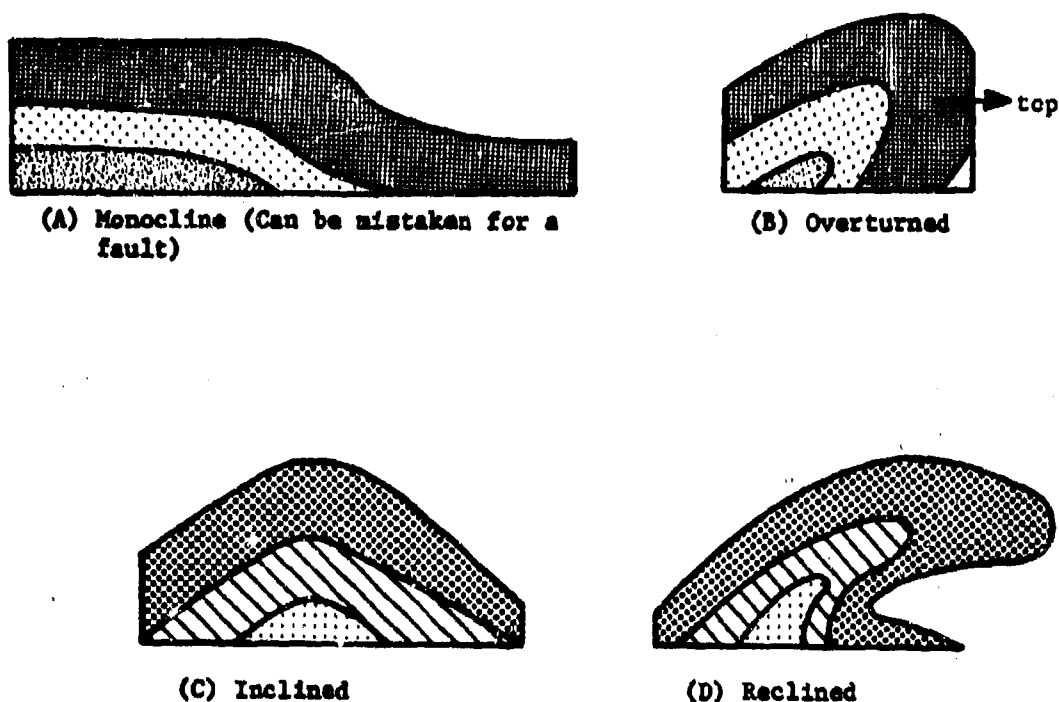 top
(A) Monocline (Can be mistaken for a
fault)
(B) Overturned
(C) Inclined
(D) Reclined